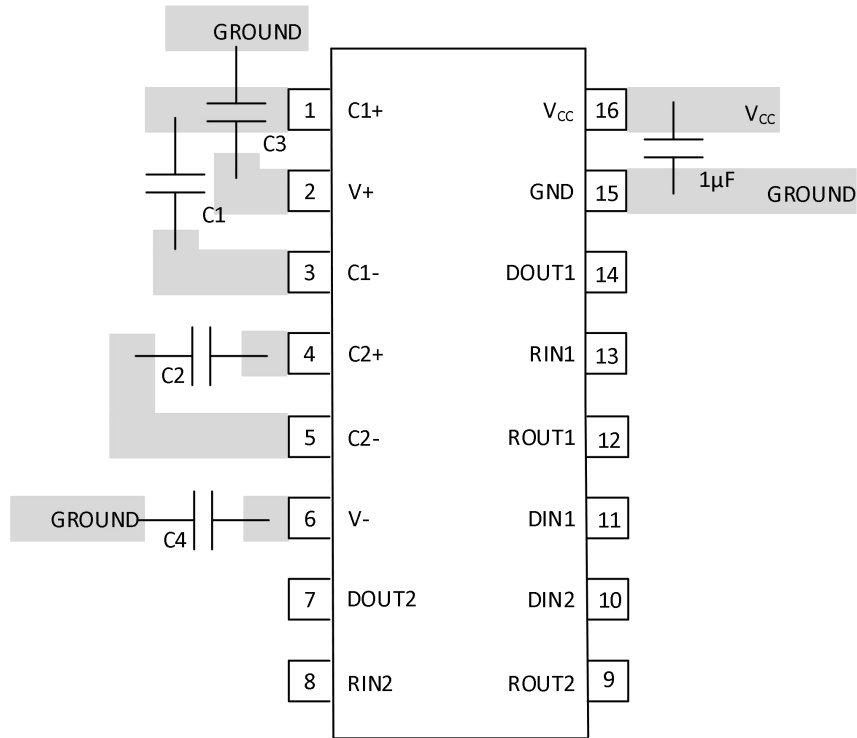 GROUND
1 C1+ VCC 16 VCC
C3
1µF
2 V+ GND 15 GROUND
C1
3 C1- DOUT1 14
4 C2+ RIN1 13
C2
5 C2- ROUT1 12
GROUND 6 V- DIN1 11
C4
7 DOUT2 DIN2 10
8 RIN2 ROUT2 9